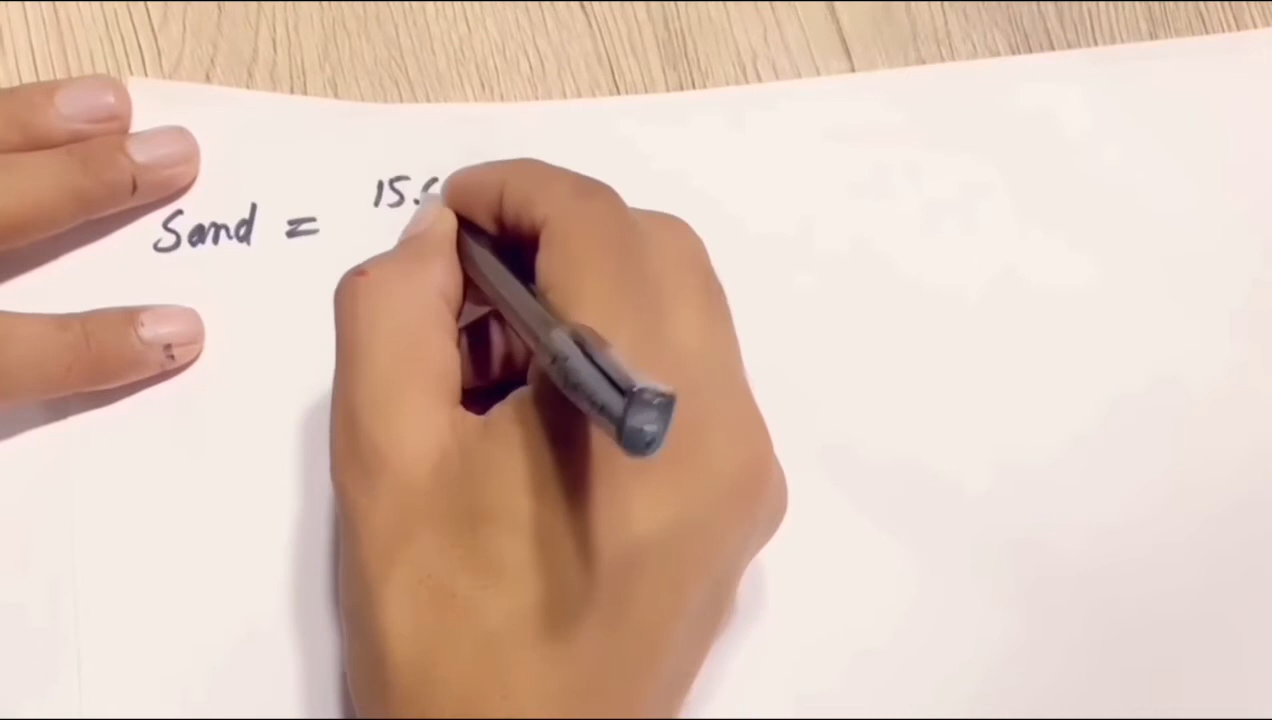 Sand = 15.